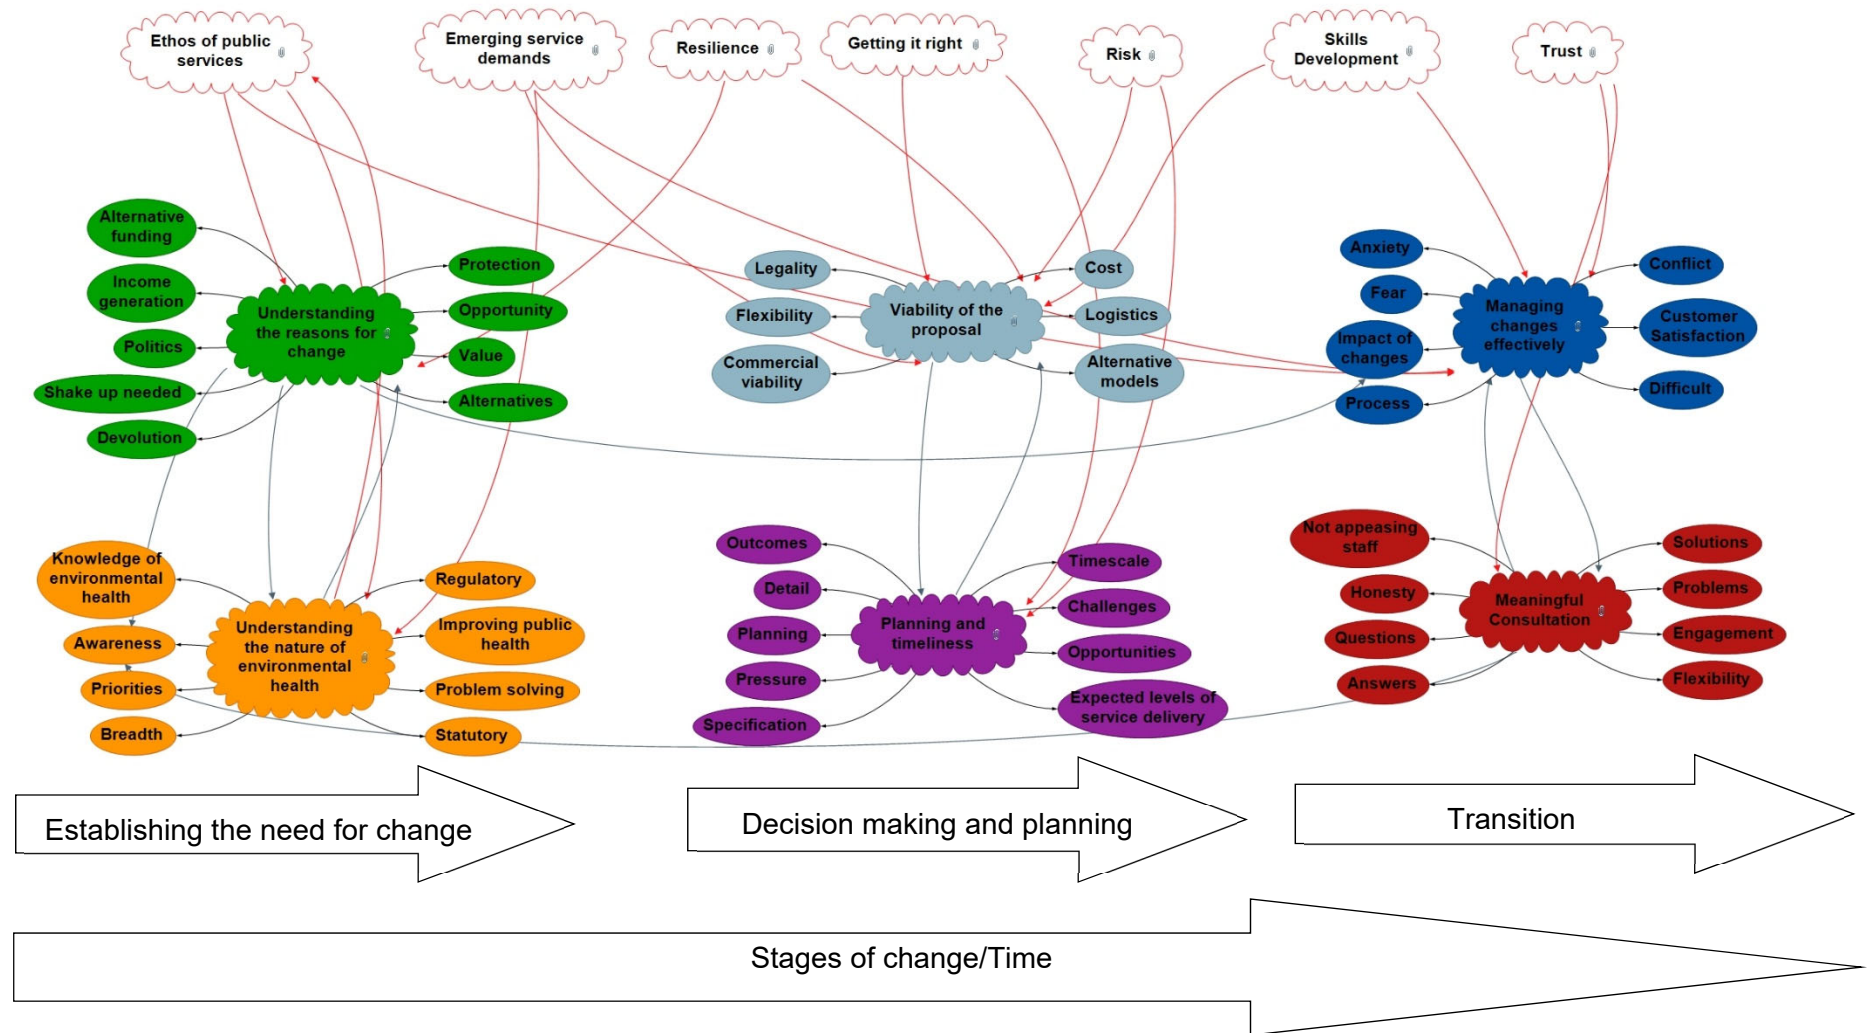 Ethos of public
services
Emerging service
demands
Resilience
Getting it right
Risk
Skills
Development
Trust
Alternative
funding
Income
generation
Politics
Shake up needed
Devolution
Understanding
the reasons for
change
Protection
Opportunity
Value
Alternatives
Legality
Flexibility
Commercial
viability
Viability of the
proposal
Cost
Logistics
Alternative
models
Anxiety
Fear
Impact of
changes
Process
Managing
changes
effectively
Conflict
Customer
Satisfaction
Difficult
Knowledge of
environmental
health
Awareness
Priorities
Breadth
Understanding
the nature of
environmental
health
Regulatory
Improving public
health
Problem solving
Statutory
Outcomes
Detail
Planning
Pressure
Specification
Planning and
timeliness
Timescale
Challenges
Opportunities
Expected levels of
service delivery
Not appeasing
staff
Honesty
Questions
Answers
Meaningful
Consultation
Solutions
Problems
Engagement
Flexibility
Establishing the need for change
Decision making and planning
Transition
Stages of change/Time